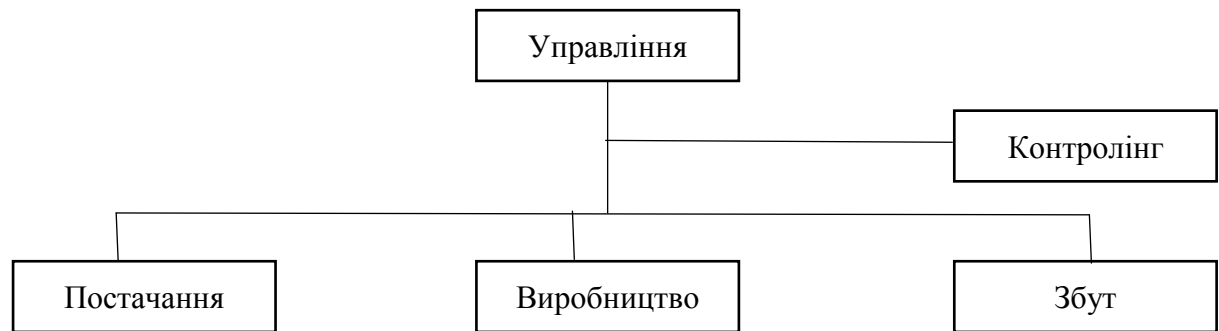 Управління
Контролінг
Постачання
Виробництво
Збут